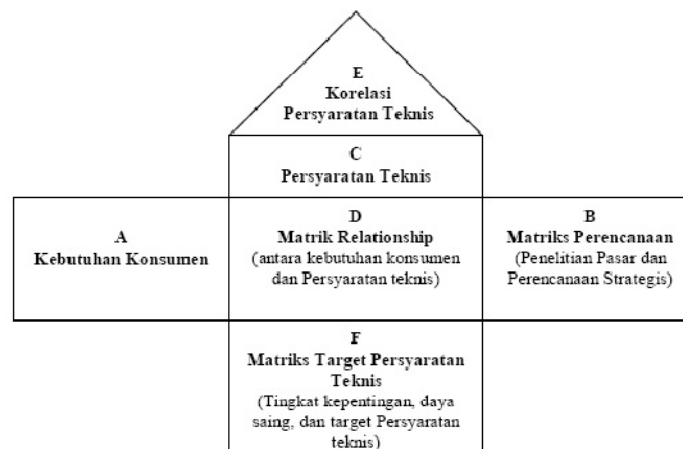 E
Korelasi
Persyaratan Teknis
C
Persyaratan Teknis
A
Kebutuhan Konsumen
D
Matrik Relationship
(antara kebutuhan konsumen
dan Persyaratan teknis)
B
Matriks Perencanaan
(Penelitian Pasar dan
Perencanaan Strategis)
F
Matriks Target Persyaratan
Teknis
(Tingkat kepentingan, daya
saing, dan target Persyaratan
teknis)